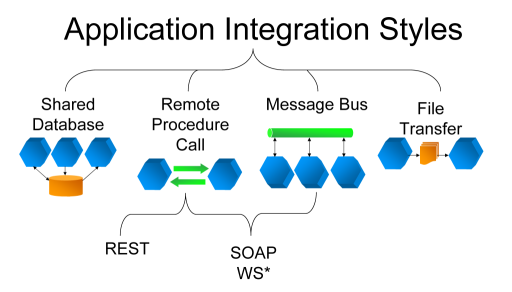 Application Integration Styles
Shared
Database
Remote
Procedure
Call
Message Bus
File
Transfer
REST
SOAP
WS*